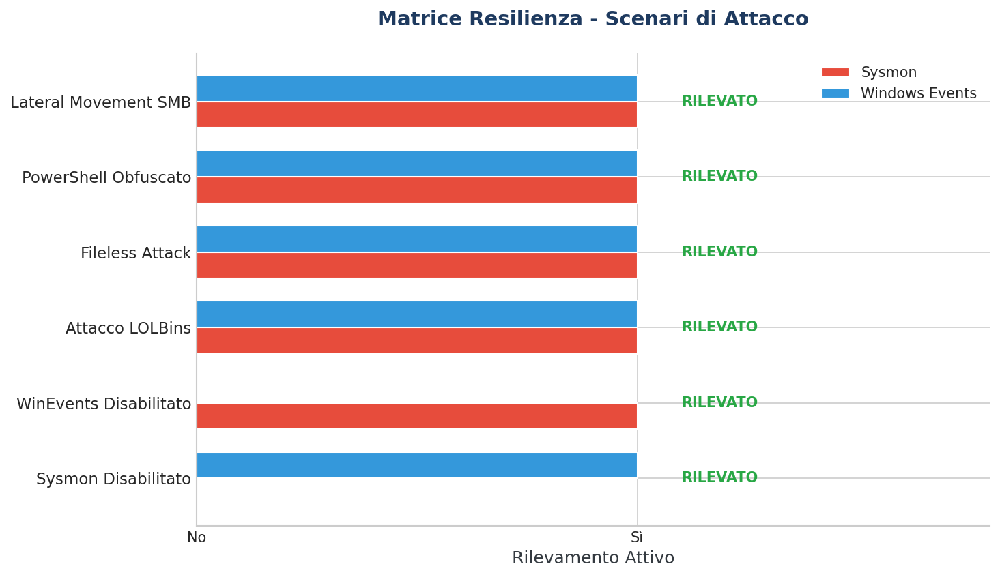 Matrice Resilienza - Scenari di Attacco
Sysmon
Windows Events
Lateral Movement SMB
RILEVATO
PowerShell Obfuscato
RILEVATO
Fileless Attack
RILEVATO
Attacco LOLBins
RILEVATO
WinEvents Disabilitato
RILEVATO
Sysmon Disabilitato
RILEVATO
No
Sì
Rilevamento Attivo